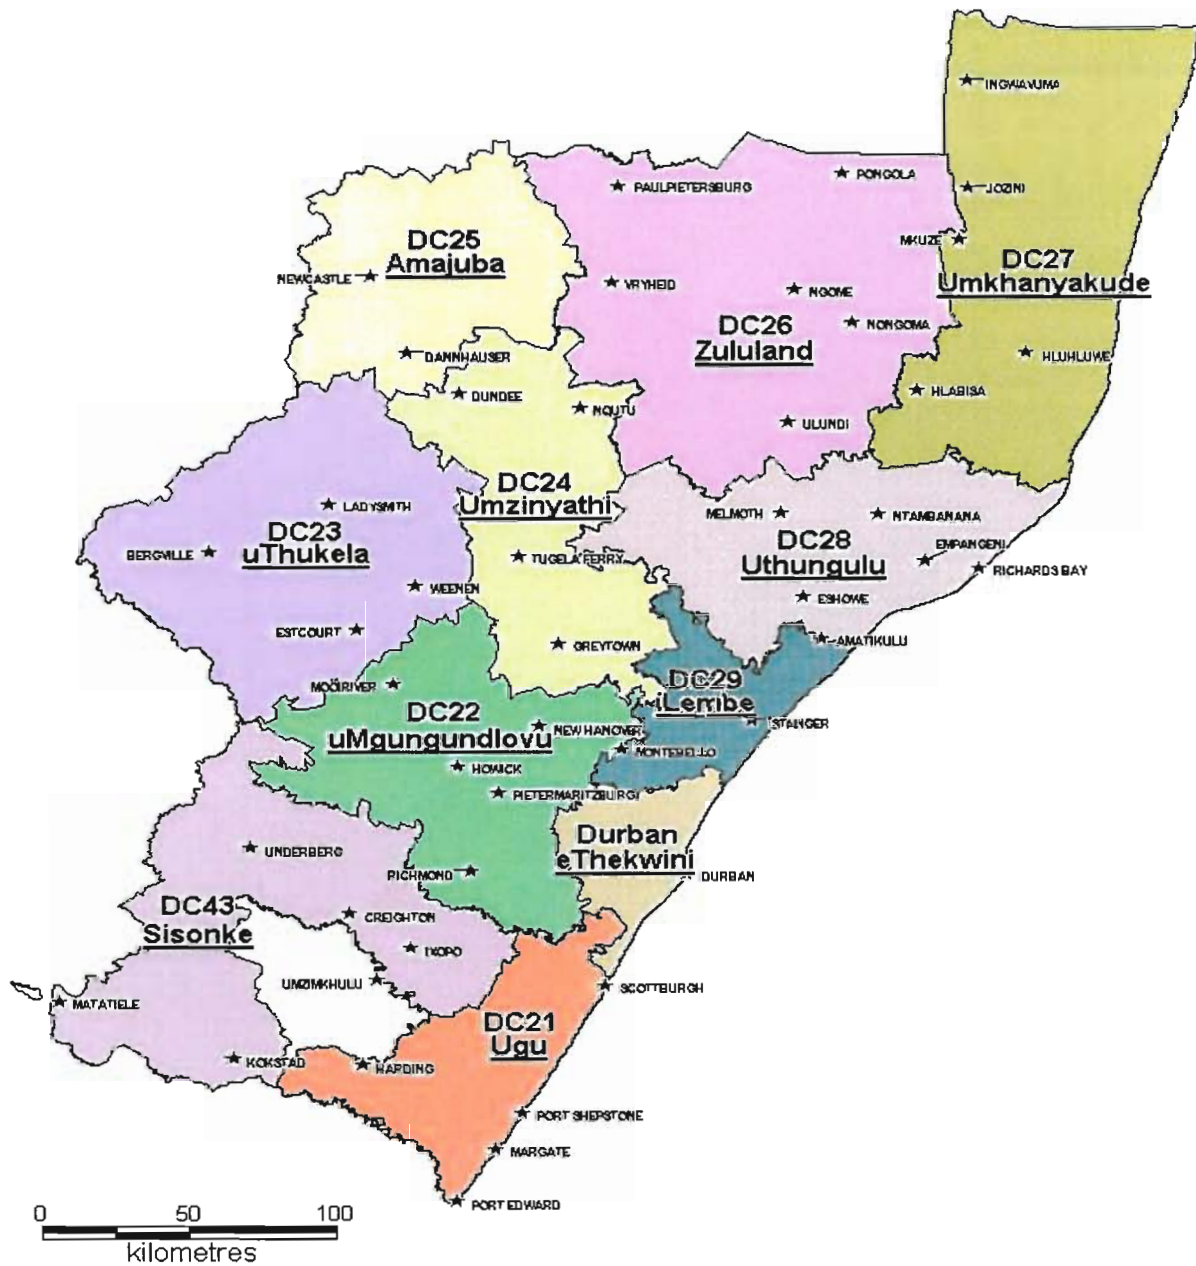 INGWAVUMA
PAULPIETERSBURG
PONGOLA
JOZINI
DC25
Amajuba
NEWCASTLE
MKUZE
DC27
Umkhanyakude
VRYHEID
NGOME
DC26
Zululand
NONGOMA
DANNHAUSER
HLUHLUWE
DUNDEE
NQUTU
HLABISA
ULUNDI
DC24
Umzinyathi
LADYSMITH
MELMOTH
NTAMBANANA
DC23
uThukela
BERGVILLE
TUGELA FERRY
DC28
Uthungulu
EMPANGENI
RICHARDS BAY
WEENEN
ESHOWE
ESTCOURT
GREYTOWN
AMATIKULU
MOOIRIVER
DC29
iLembe
DC22
uMgungundlovu
NEW HANOVER
STANGER
MONTEBELLO
HOWICK
PIETERMARITZBURG
Durban
eThekwini
UNDERBERG
RICHMOND
DURBAN
DC43
Sisonke
CREIGHTON
IXOPO
UMZIMKHULU
SCOTTBURGH
MATATIELE
DC21
Ugu
KOKSTAD
HARDING
PORT SHEPSTONE
MARGATE
PORT EDWARD
0 50 100
kilometres